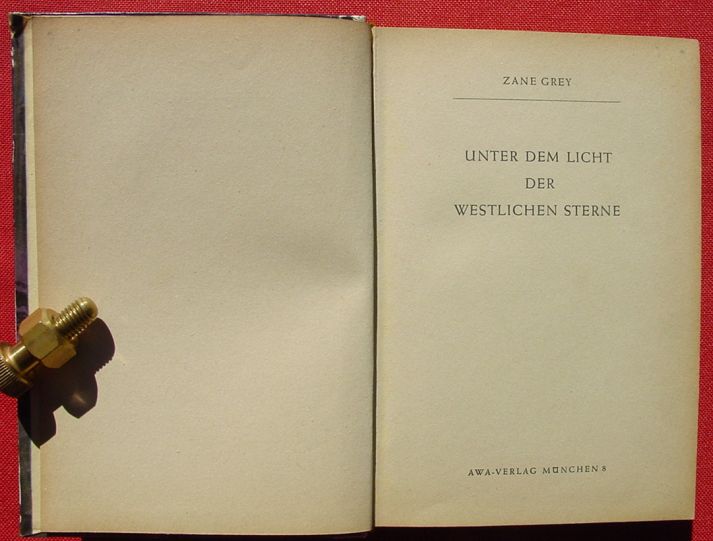 ZANE GREY
UNTER DEM LICHT
DER
WESTLICHEN STERNE
AWA-VERLAG MÜNCHEN 8